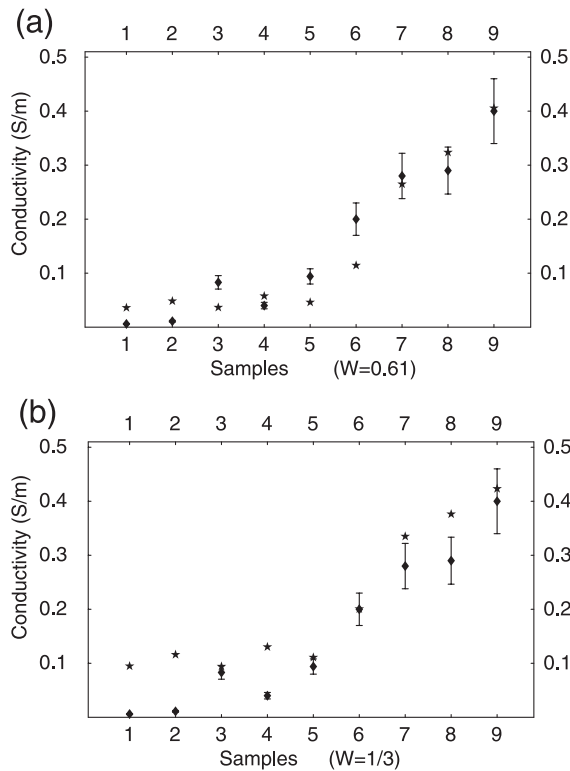 (a)
1 2 3 4 5 6 7 8 9
0.5 0.5
0.4 0.4
0.3 0.3
0.2 0.2
0.1 0.1
Conductivity (S/m)
1 2 3 4 5 6 7 8 9
Samples (W=0.61)
(b)
1 2 3 4 5 6 7 8 9
0.5 0.5
0.4 0.4
0.3 0.3
0.2 0.2
0.1 0.1
Conductivity (S/m)
1 2 3 4 5 6 7 8 9
Samples (W=1/3)